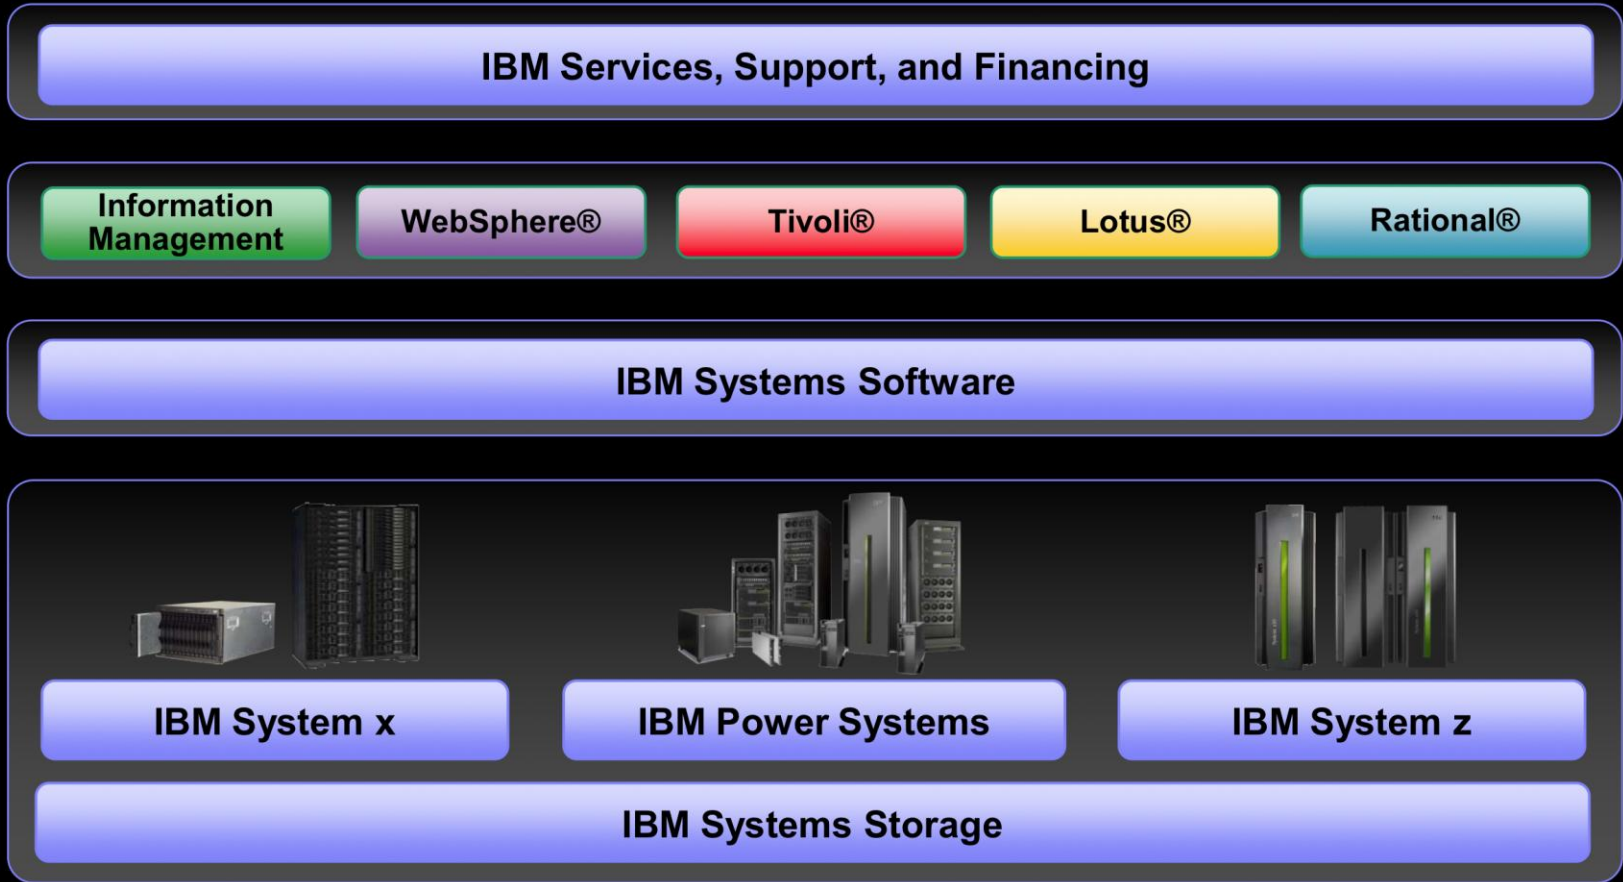 IBM Services, Support, and Financing
Information
Management
WebSphere®
Tivoli®
Lotus®
Rational®
IBM Systems Software
IBM System x
IBM Power Systems
IBM System z
IBM Systems Storage